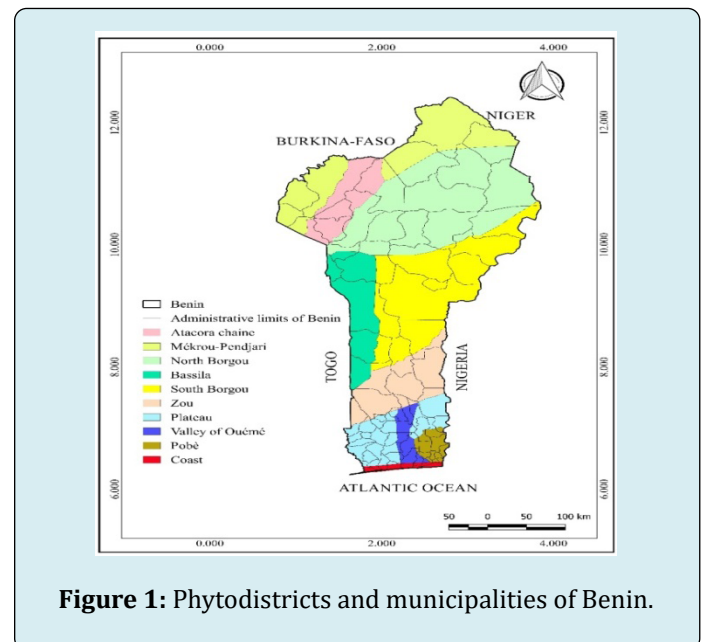 0.000 2.000 4.000
12.000
10.000
8.000
6.000
NIGER
BURKINA-FASO
TOGO
NIGERIA
Benin
Administrative limits of Benin
Atacora chaine
Mékrou-Pendjari
North Borgou
Bassila
South Borgou
Zou
Plateau
Valley of Ouémé
Pobè
Coast
ATLANTIC OCEAN
50 0 50 100 km
12.000
10.000
8.000
6.000
0.000 2.000 4.000
Figure 1: Phytodistricts and municipalities of Benin.